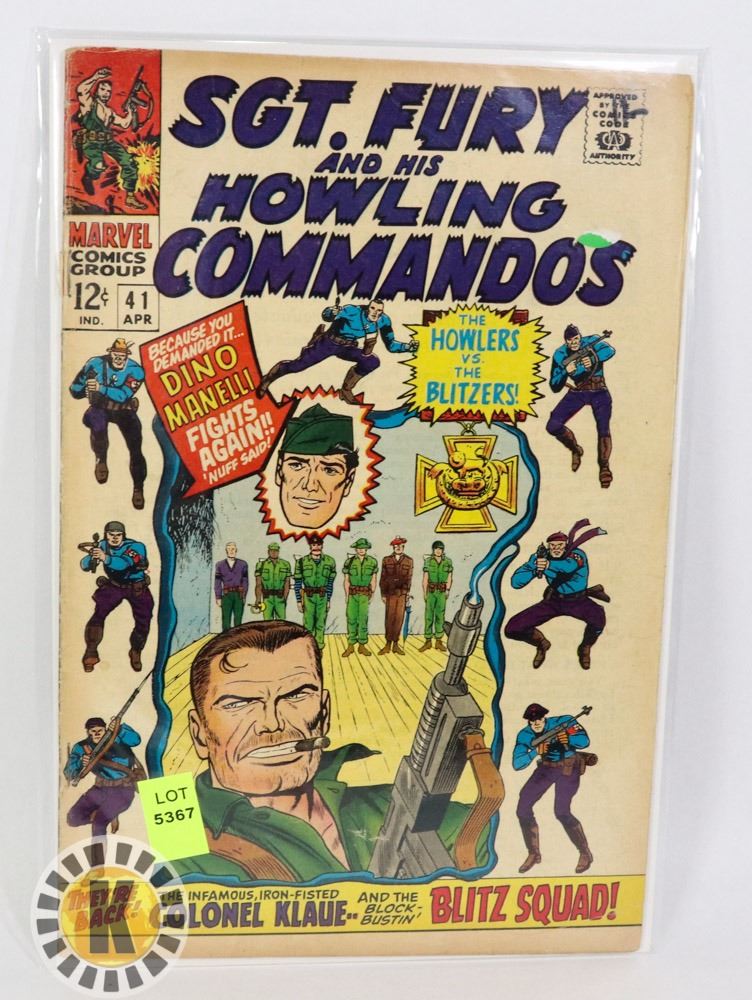 SGT. FURY
AND HIS
HOWLING
COMMANDOS
APPROVED
BY THE
COMICS
CODE
CA
AUTHORITY
MARVEL
COMICS
GROUP
12¢
IND.
41
APR
BECAUSE YOU
DEMANDED IT...
DINO
MANELLI
FIGHTS
AGAIN!!
'NUFF SAID!
THE
HOWLERS
VS.
THE
BLITZERS!
LOT
5367
THEY'RE
BACK!
K
THE INFAMOUS, IRON-FISTED
COLONEL KLAUE..
AND THE
BLOCK-
BUSTIN'
BLITZ SQUAD!